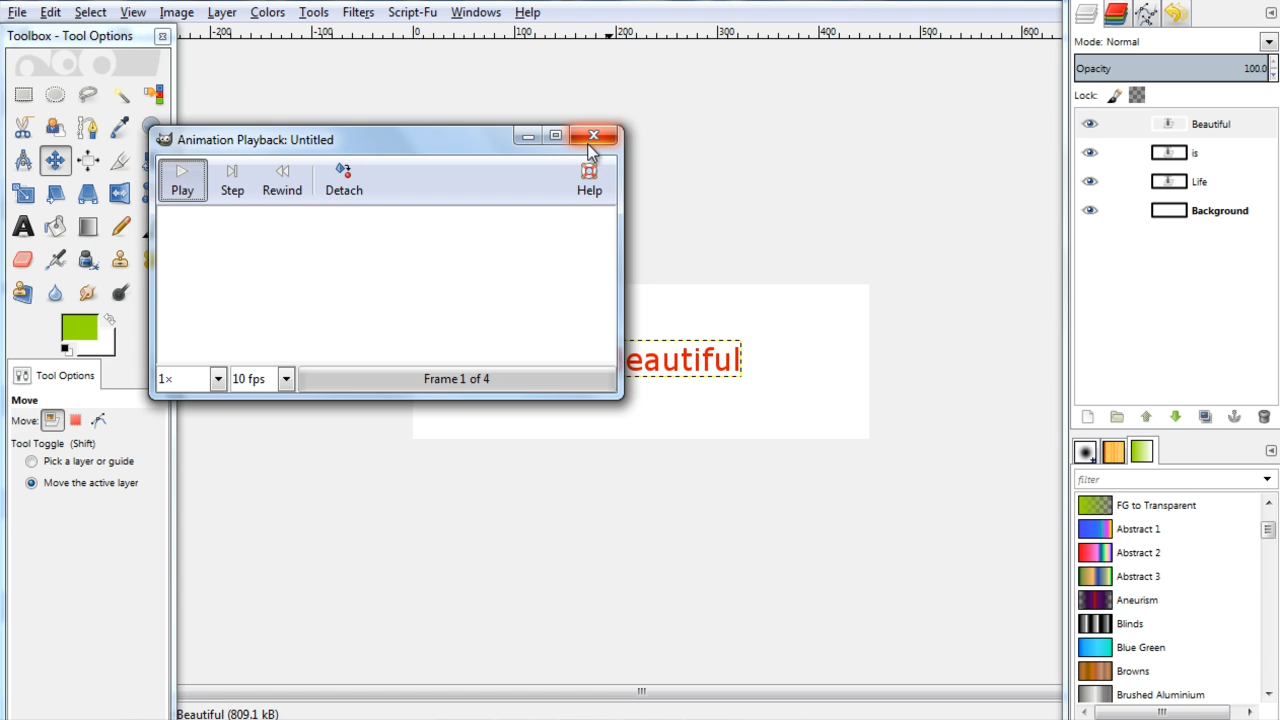 File Edit Select View Image Layer Colors Tools Filters Script-Fu Windows Help
Toolbox - Tool Options
-200 -100 0 100 200 300 400 500 600
Animation Playback: Untitled
Play Step Rewind Detach Help
1× 10 fps Frame 1 of 4
eautiful
Tool Options
Move
Move:
Tool Toggle (Shift)
Pick a layer or guide
Move the active layer
Beautiful (809.1 kB)
Mode: Normal
Opacity 100.0
Lock:
Beautiful
is
Life
Background
filter
FG to Transparent
Abstract 1
Abstract 2
Abstract 3
Aneurism
Blinds
Blue Green
Browns
Brushed Aluminium